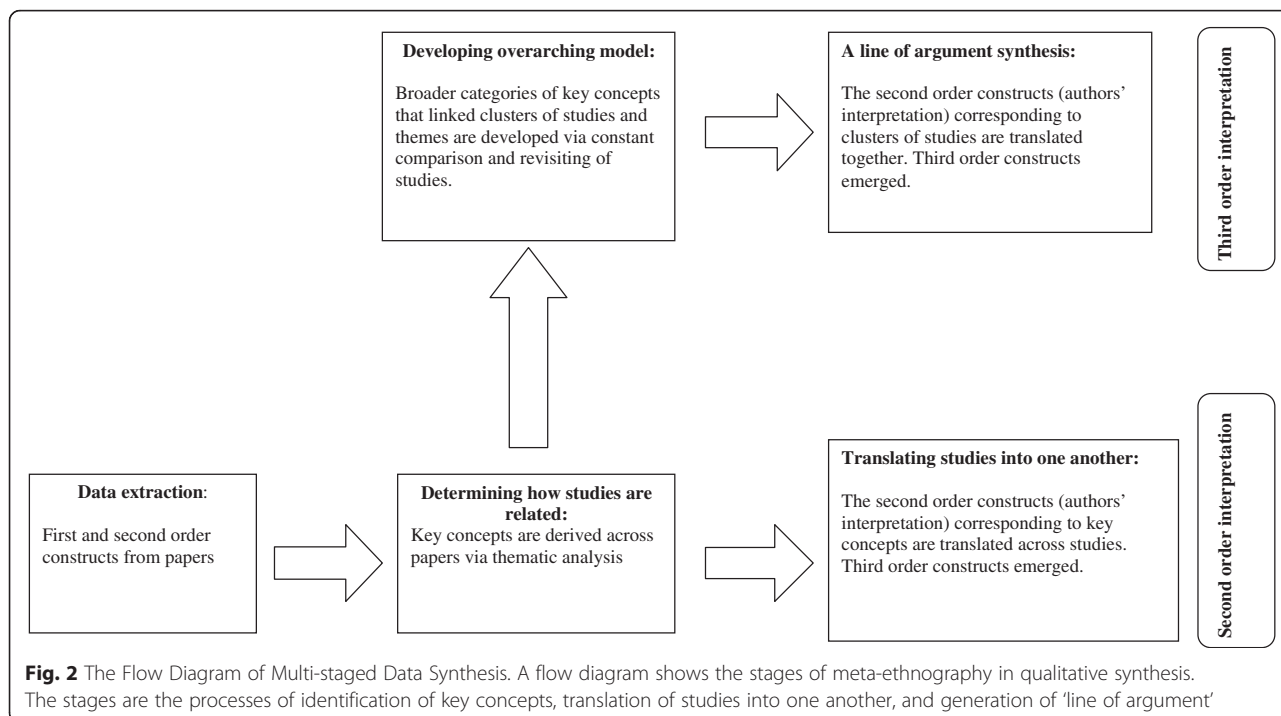 Developing overarching model:
Broader categories of key concepts
that linked clusters of studies and
themes are developed via constant
comparison and revisiting of
studies.
A line of argument synthesis:
The second order constructs (authors’
interpretation) corresponding to
clusters of studies are translated
together. Third order constructs
emerged.
Third order interpretation
Data extraction:
First and second order
constructs from papers
Determining how studies are
related:
Key concepts are derived across
papers via thematic analysis
Translating studies into one another:
The second order constructs (authors’
interpretation) corresponding to key
concepts are translated across studies.
Third order constructs emerged.
Second order interpretation
Fig. 2 The Flow Diagram of Multi-staged Data Synthesis. A flow diagram shows the stages of meta-ethnography in qualitative synthesis.
The stages are the processes of identification of key concepts, translation of studies into one another, and generation of ‘line of argument’